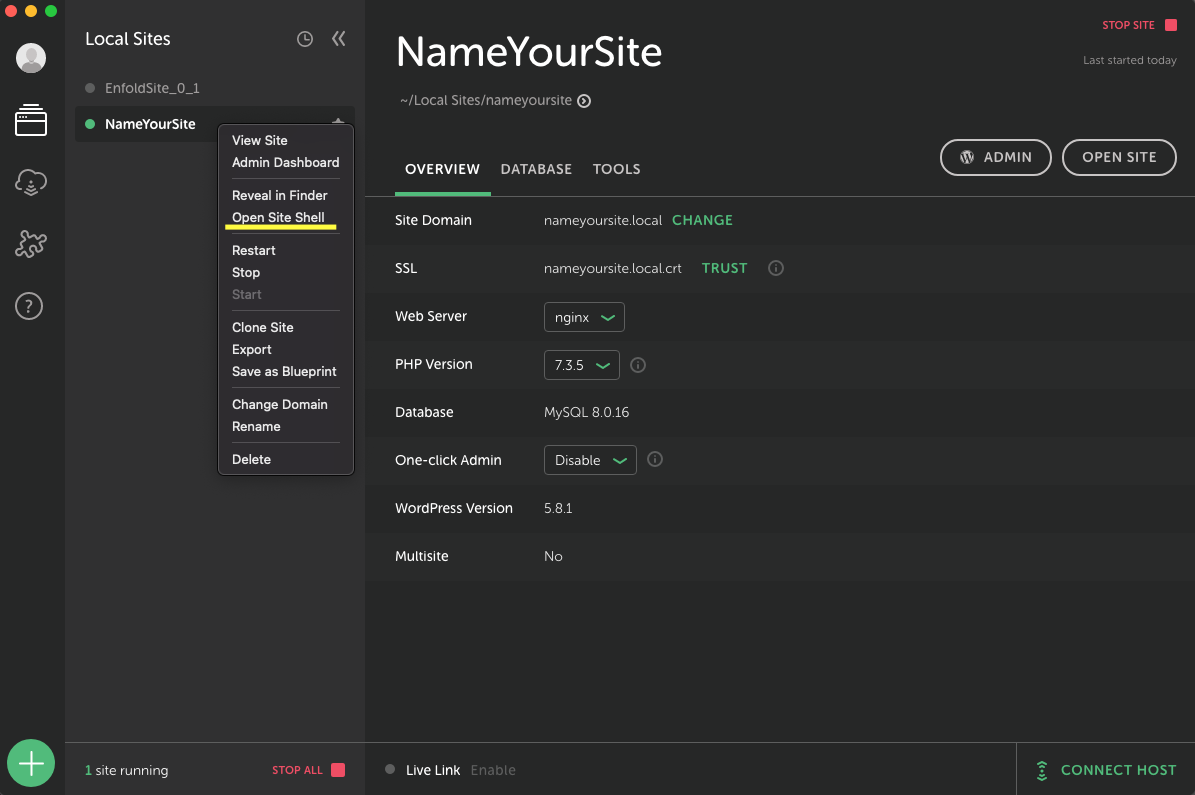 Local Sites
EnfoldSite_0_1
NameYourSite
View Site
Admin Dashboard
Reveal in Finder
Open Site Shell
Restart
Stop
Start
Clone Site
Export
Save as Blueprint
Change Domain
Rename
Delete
1 site running
STOP ALL
NameYourSite
STOP SITE
Last started today
~/Local Sites/nameyoursite
ADMIN
OPEN SITE
OVERVIEW DATABASE TOOLS
Site Domain nameyoursite.local CHANGE
SSL nameyoursite.local.crt TRUST
Web Server nginx
PHP Version 7.3.5
Database MySQL 8.0.16
One-click Admin Disable
WordPress Version 5.8.1
Multisite No
Live Link Enable
CONNECT HOST